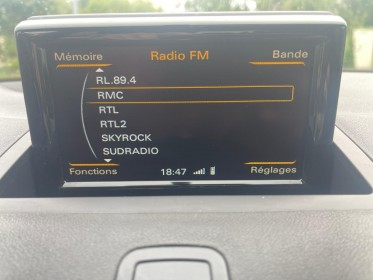 Mémoire Radio FM Bande
RL.89.4
RMC
RTL
RTL2
SKYROCK
SUDRADIO
Fonctions 18:47 Réglages